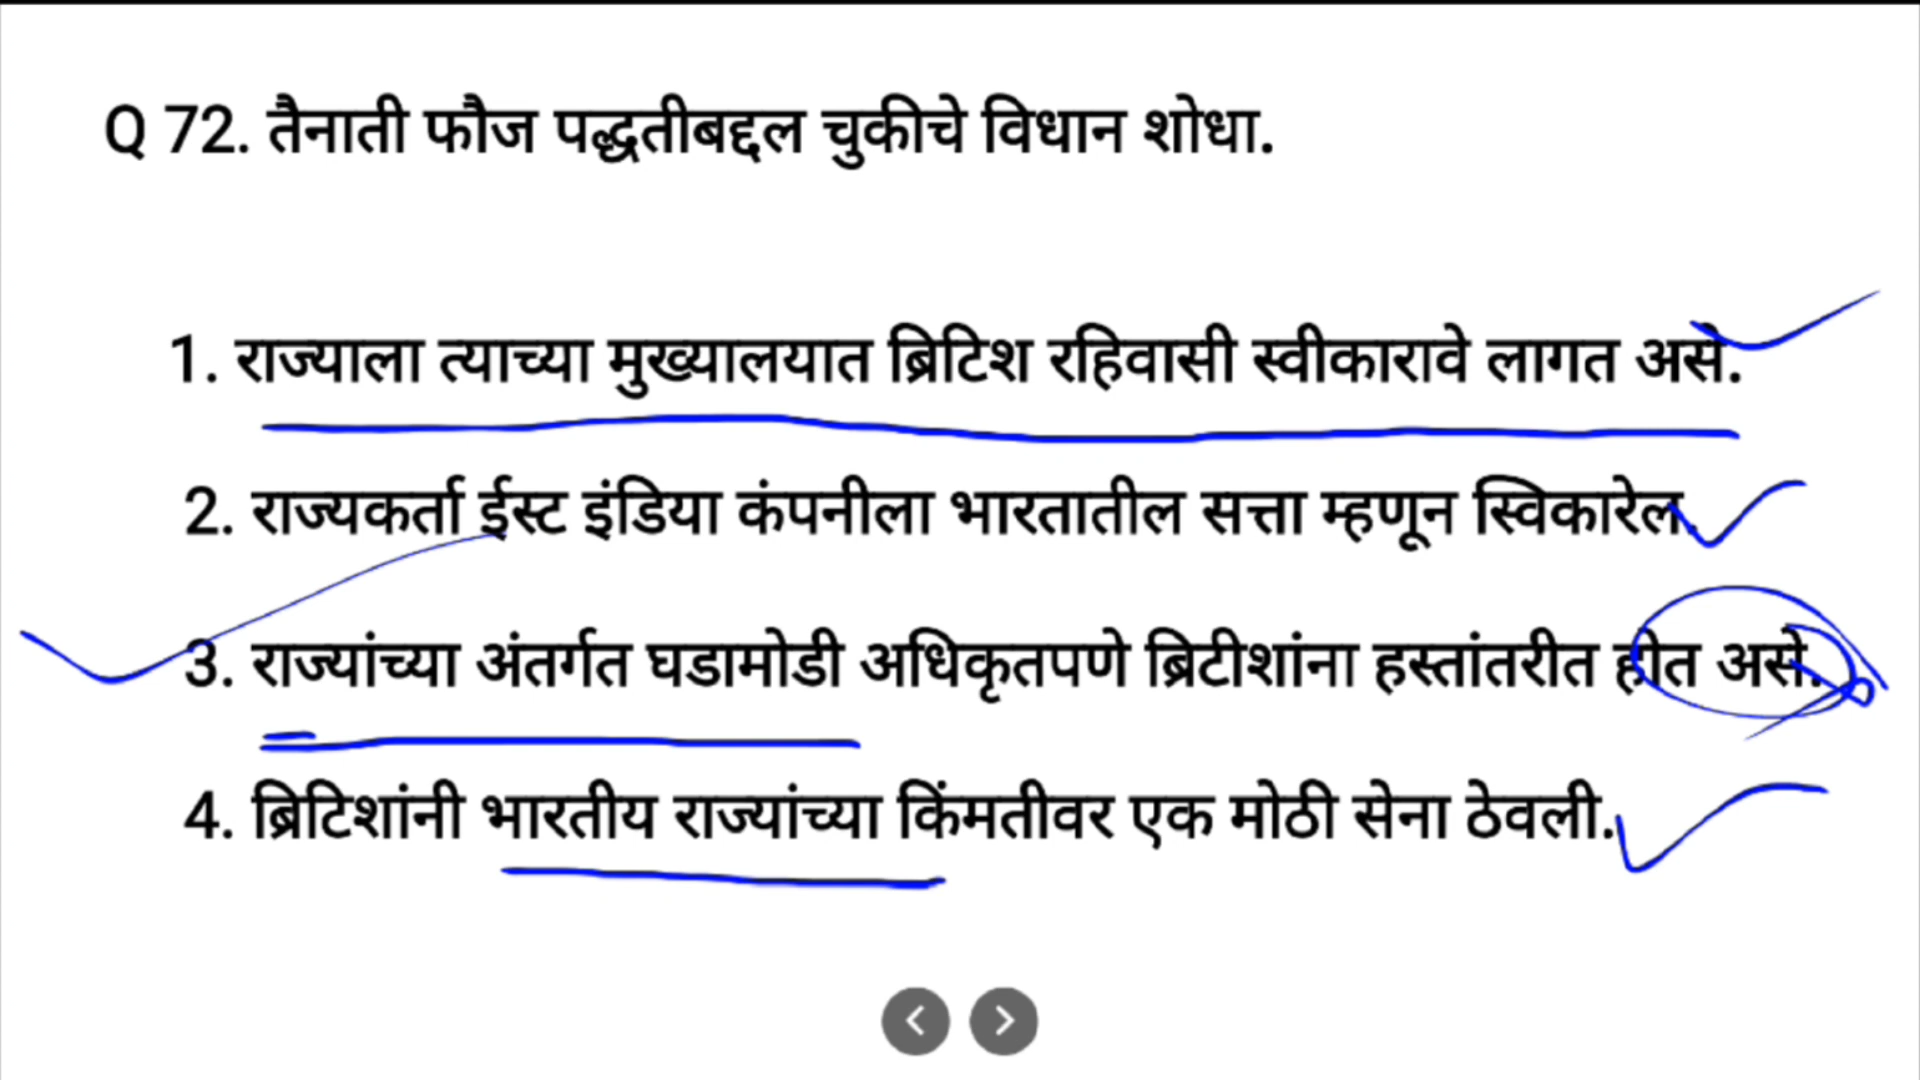 Q 72. तैनाती फौज पद्धतीबद्दल चुकीचे विधान शोधा.
1. राज्याला त्याच्या मुख्यालयात ब्रिटिश रहिवासी स्वीकारावे लागत असे.
2. राज्यकर्ता ईस्ट इंडिया कंपनीला भारतातील सत्ता म्हणून स्विकारेल.
3. राज्यांच्या अंतर्गत घडामोडी अधिकृतपणे ब्रिटीशांना हस्तांतरीत होत असे.
4. ब्रिटिशांनी भारतीय राज्यांच्या किंमतीवर एक मोठी सेना ठेवली.